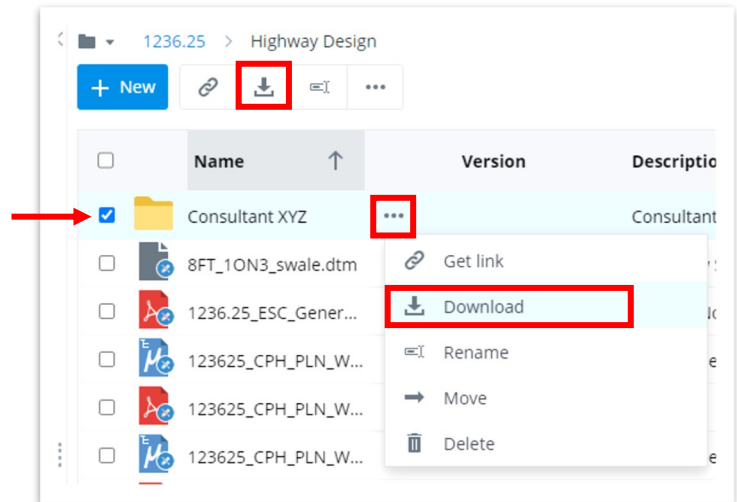 1236.25 > Highway Design
+ New
Name Version Descriptio
Consultant XYZ Consultant
8FT_1ON3_swale.dtm
1236.25_ESC_Gener...
123625_CPH_PLN_W...
123625_CPH_PLN_W...
123625_CPH_PLN_W...
Get link
Download
Rename
Move
Delete